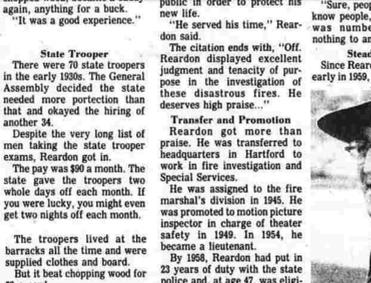 again, anything for a buck.
"It was a good experience."
State Trooper
There were 70 state troopers
in the early 1930s. The General
Assembly decided the state
needed more portection than
that and okayed the hiring of
another 34.
Despite the very long list of
men taking the state trooper
exams, Reardon got in.
The pay was $90 a month. The
state gave the troopers two
whole days off each month. If
you were lucky, you might even
get two nights off each month.
The troopers lived at the
barracks all the time and were
supplied clothes and board.
But it beat chopping wood for
public in order to protect his
new life.
"He served his time," Rear-
don said.
The citation ends with, "Off.
Reardon displayed excellent
judgment and tenacity of pur-
pose in the investigation of
these disastrous fires. He
deserves high praise..."
Transfer and Promotion
Reardon got more than
praise. He was transferred to
headquarters in Hartford to
work in fire investigation and
Special Services.
He was assigned to the fire
marshal's division in 1945. He
was promoted to motion picture
inspector in charge of theater
safety in 1949. In 1954, he
became a lieutenant.
By 1958, Reardon had put in
23 years of duty with the state
police and, at age 47, was eligi-
"Sure, peop
know people,
was numbe
nothing to an
Stead
Since Rear
early in 1959,